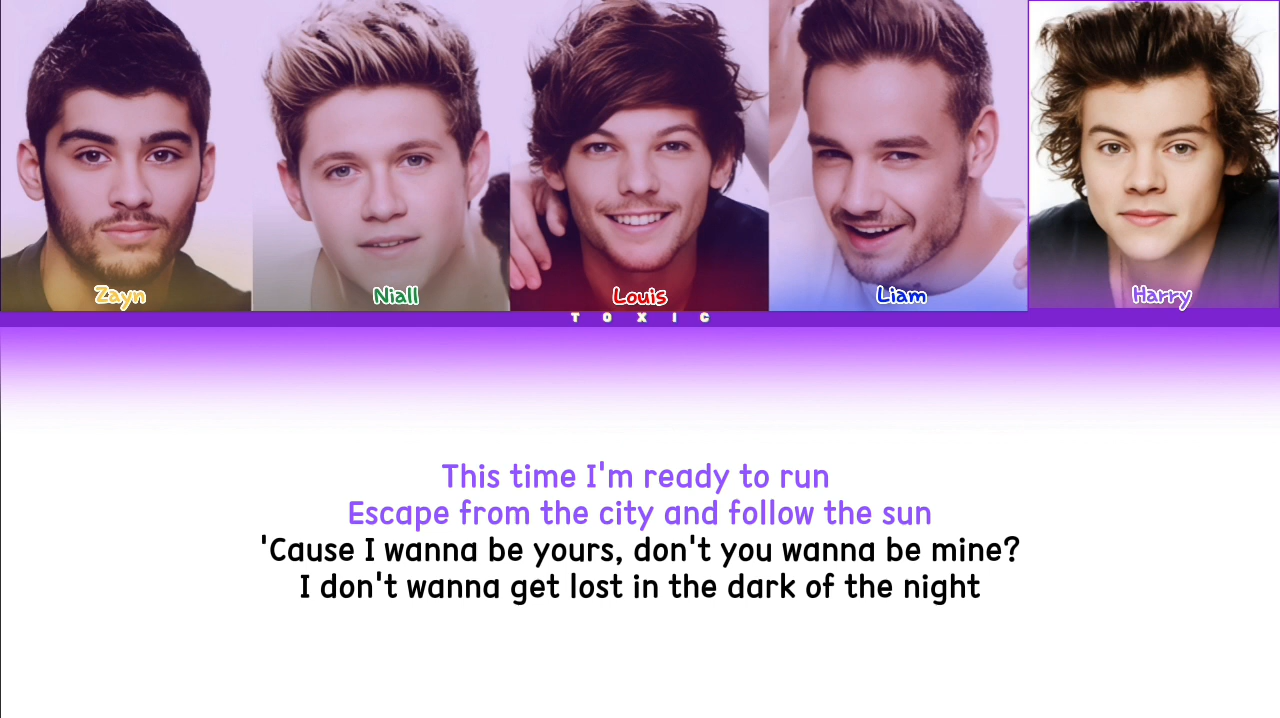 Zayn
Niall
Louis
Liam
Harry
TOXIC
This time I'm ready to run
Escape from the city and follow the sun
'Cause I wanna be yours, don't you wanna be mine?
I don't wanna get lost in the dark of the night